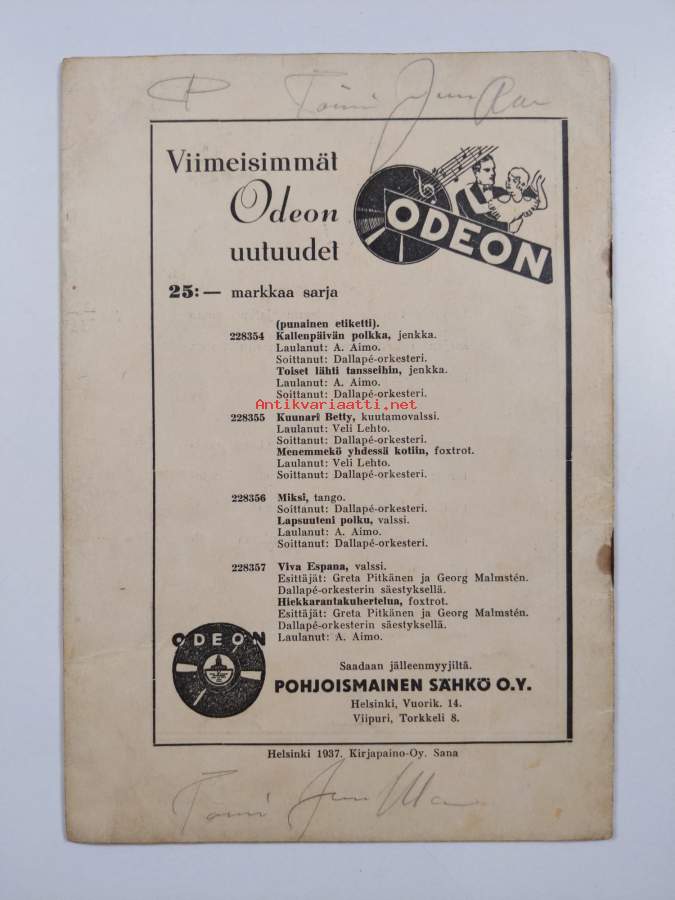 Viimeisimmät
Odeon
uutuudet
ODEON
25:— markkaa sarja
(punainen etiketti).
228354 Kallenpäivän polkka, jenkka.
Laulanut: A. Aimo.
Soittanut: Dallapé-orkesteri.
Toiset lähti tansseihin, jenkka.
Laulanut: A. Aimo.
Soittanut: Dallapé-orkesteri.
Antikvariaatti.net
228355 Kuunari Betty, kuutamovalssi.
Laulanut: Veli Lehto.
Soittanut: Dallapé-orkesteri.
Menemmekö yhdessä kotiin, foxtrot.
Laulanut: Veli Lehto.
Soittanut: Dallapé-orkesteri.
228356 Miksi, tango.
Soittanut: Dallapé-orkesteri.
Lapsuuteni polku, valssi.
Laulanut: A. Aimo.
Soittanut: Dallapé-orkesteri.
228357 Viva Espana, valssi.
Esittäjät: Greta Pitkänen ja Georg Malmstén.
Dallapé-orkesterin säestyksellä.
Hiekkarantakuhertelua, foxtrot.
Esittäjät: Greta Pitkänen ja Georg Malmstén.
Dallapé-orkesterin säestyksellä.
Laulanut: A. Aimo.
ODEON
Saadaan jälleenmyyjiltä.
POHJOISMAINEN SÄHKÖ O.Y.
Helsinki, Vuorik. 14.
Viipuri, Torkkeli 8.
Helsinki 1937. Kirjapaino-Oy. Sana